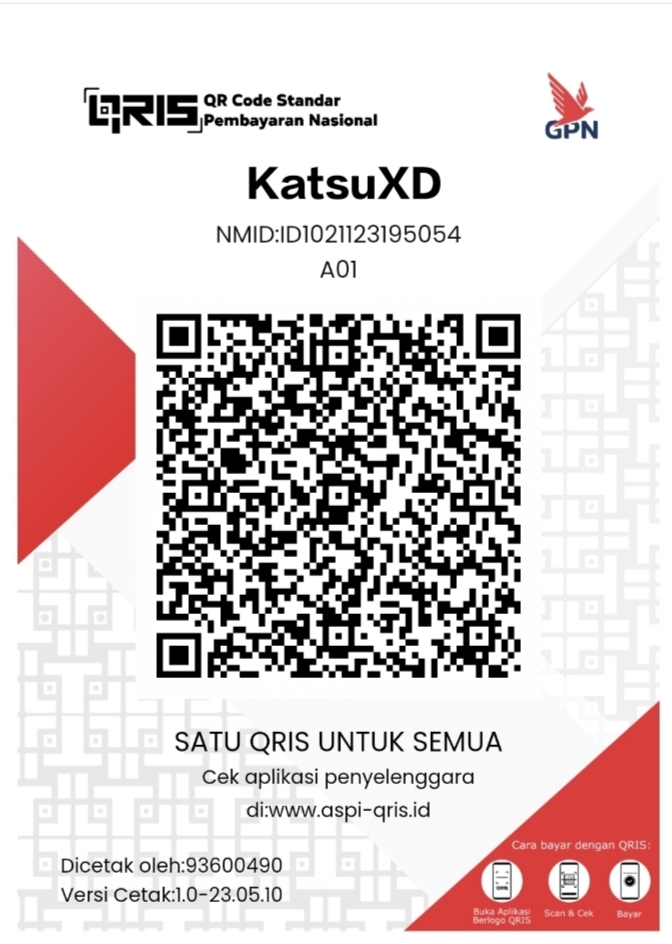 QRIS QR Code Standar
Pembayaran Nasional
GPN
KatsuXD
NMID:ID1021123195054
A01
SATU QRIS UNTUK SEMUA
Cek aplikasi penyelenggara
di:www.aspi-qris.id
Dicetak oleh:93600490
Versi Cetak:1.0-23.05.10
Cara bayar dengan QRIS:
Buka Aplikasi
Berlogo QRIS
Scan & Cek
Bayar